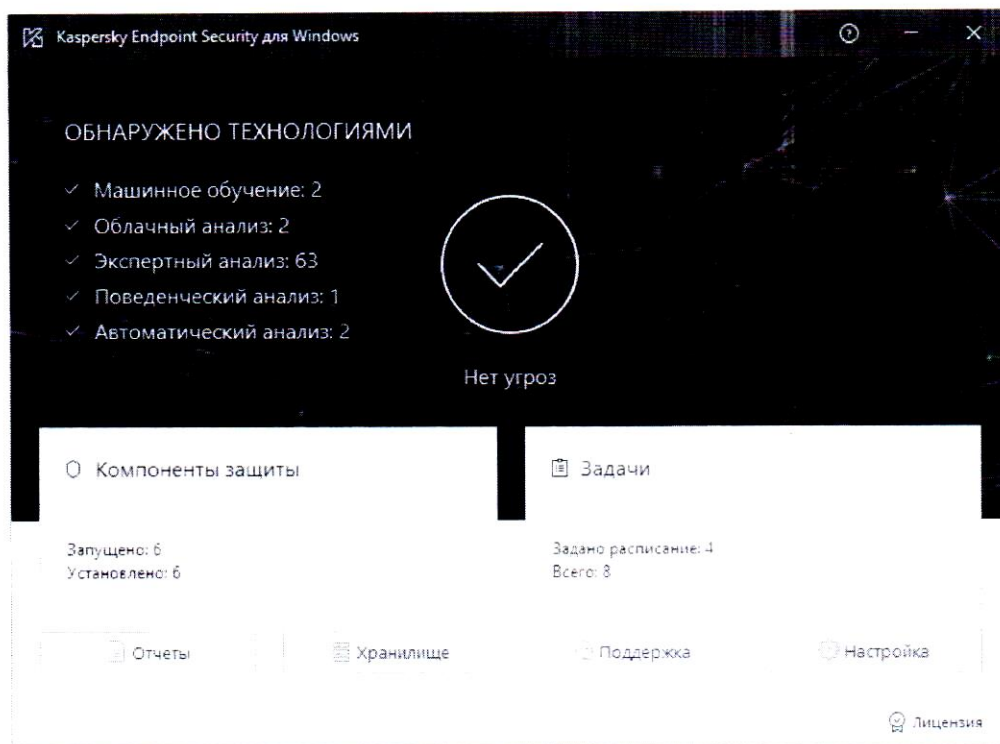 Kaspersky Endpoint Security для Windows
ОБНАРУЖЕНО ТЕХНОЛОГИЯМИ
Машинное обучение: 2
Облачный анализ: 2
Экспертный анализ: 63
Поведенческий анализ: 1
Автоматический анализ: 2
Нет угроз
Компоненты защиты
Запущено: 6
Установлено: 6
Задачи
Задано расписание: 4
Всего: 8
Отчеты
Хранилище
Поддержка
Настройка
Лицензия